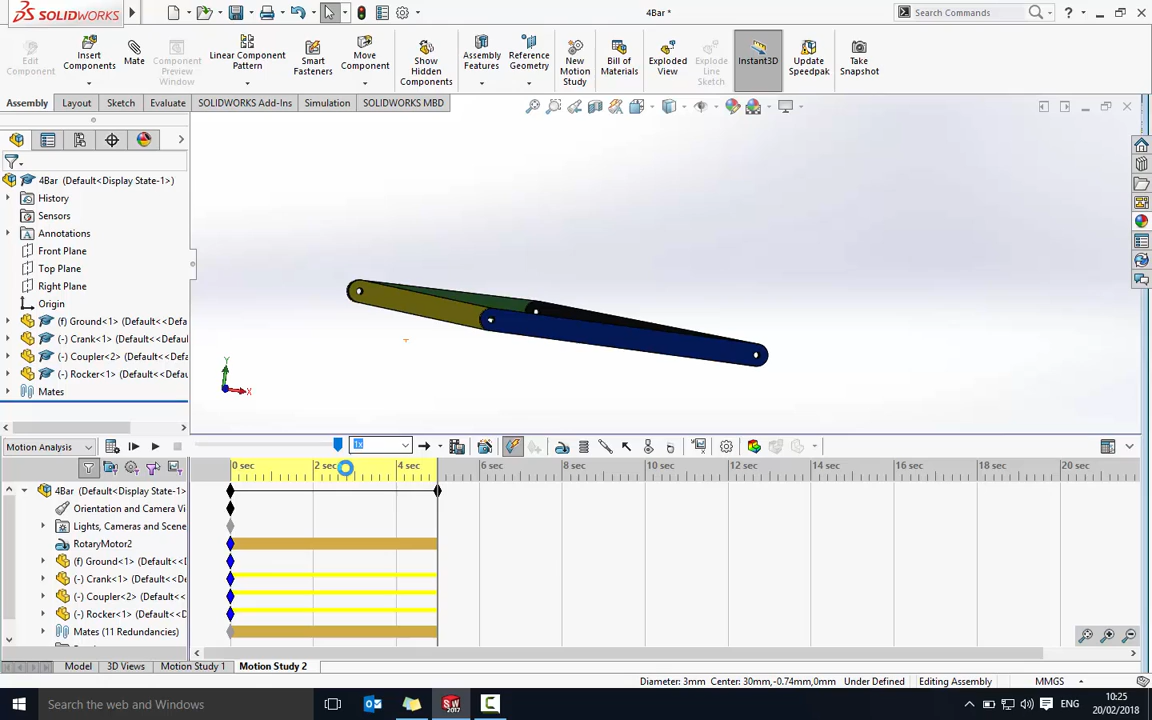 SOLIDWORKS
4Bar *
Search Commands
Edit Component
Insert Components
Mate
Component Preview Window
Linear Component Pattern
Smart Fasteners
Move Component
Show Hidden Components
Assembly Features
Reference Geometry
New Motion Study
Bill of Materials
Exploded View
Explode Line Sketch
Instant3D
Update Speedpak
Take Snapshot
Assembly
Layout
Sketch
Evaluate
SOLIDWORKS Add-Ins
Simulation
SOLIDWORKS MBD
4Bar (Default<Display State-1>)
History
Sensors
Annotations
Front Plane
Top Plane
Right Plane
Origin
(f) Ground<1> (Default<<Defa
(-) Crank<1> (Default<<Defau
(-) Coupler<2> (Default<<Def
(-) Rocker<1> (Default<<Defa
Mates
Y
X
Motion Analysis
1x
0 sec
2 sec
4 sec
6 sec
8 sec
10 sec
12 sec
14 sec
16 sec
18 sec
20 sec
4Bar (Default<Display State-1>
Orientation and Camera Vi
Lights, Cameras and Scene
RotaryMotor2
(f) Ground<1> (Default<<D
(-) Crank<1> (Default<<De
(-) Coupler<2> (Default<<
(-) Rocker<1> (Default<<D
Mates (11 Redundancies)
Model
3D Views
Motion Study 1
Motion Study 2
Diameter: 3mm Center: 30mm,-0.74mm,0mm
Under Defined
Editing Assembly
MMGS
Search the web and Windows
SW
2017
10:25
20/02/2018